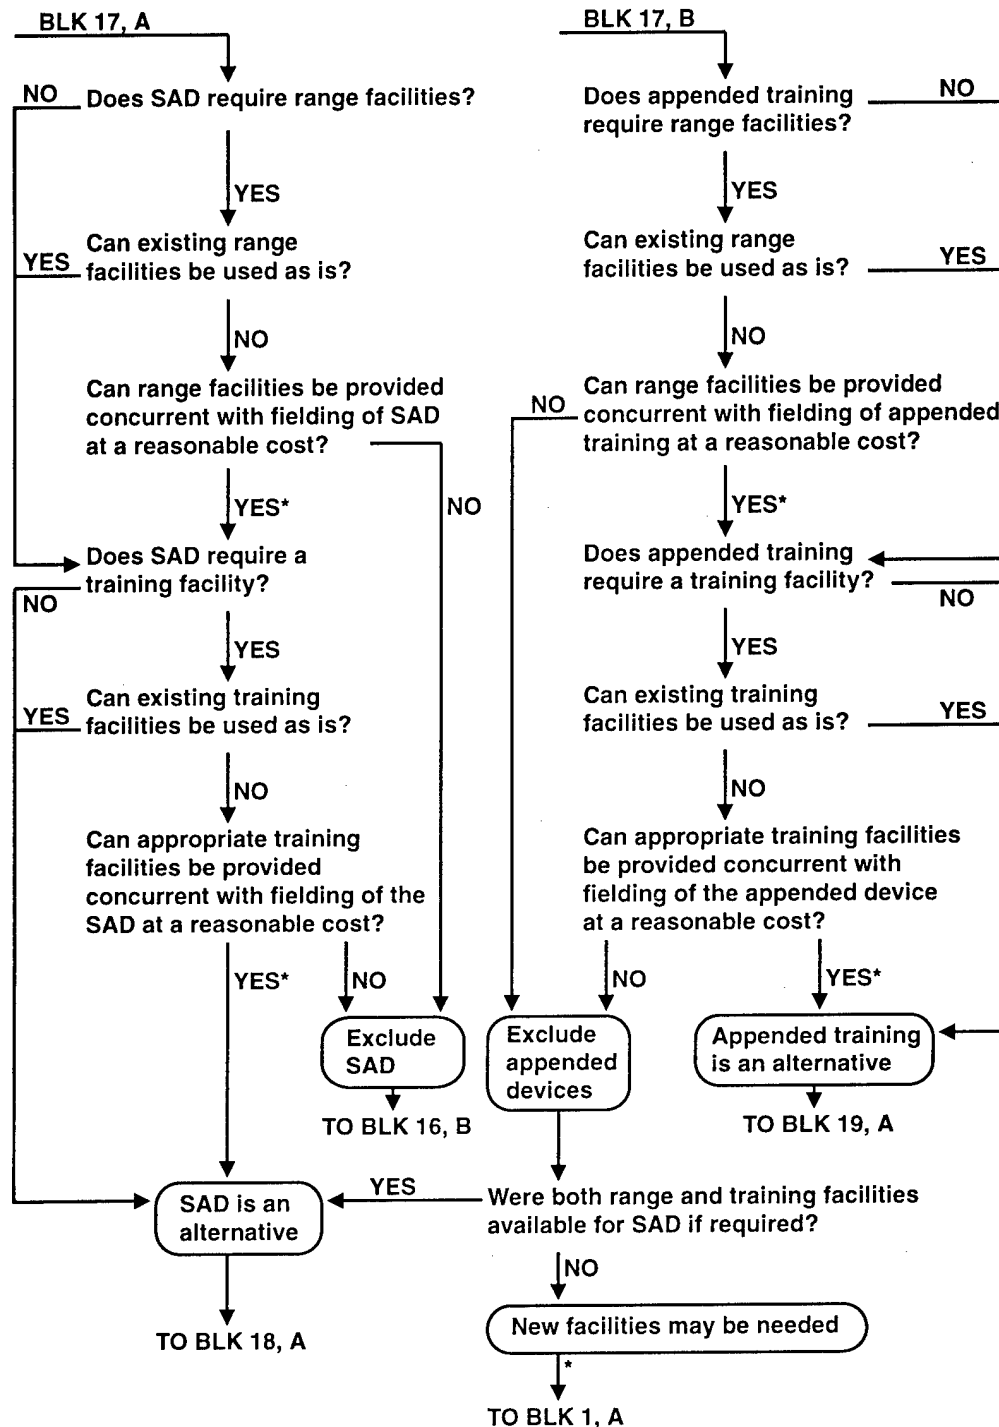 BLK 17, A
NO
Does SAD require range facilities?
YES
Can existing range
facilities be used as is?
YES
NO
Can range facilities be provided
concurrent with fielding of SAD
at a reasonable cost?
NO
YES*
Does SAD require a
training facility?
NO
YES
Can existing training
facilities be used as is?
YES
NO
Can appropriate training
facilities be provided
concurrent with fielding of the
SAD at a reasonable cost?
YES*
NO
Exclude
SAD
TO BLK 16, B
SAD is an
alternative
TO BLK 18, A
BLK 17, B
Does appended training
require range facilities?
NO
YES
Can existing range
facilities be used as is?
YES
NO
Can range facilities be provided
concurrent with fielding of appended
training at a reasonable cost?
NO
YES*
Does appended training
require a training facility?
NO
YES
Can existing training
facilities be used as is?
YES
NO
Can appropriate training facilities
be provided concurrent with
fielding of the appended device
at a reasonable cost?
NO
YES*
Exclude
appended
devices
Appended training
is an alternative
TO BLK 19, A
YES
Were both range and training facilities
available for SAD if required?
NO
New facilities may be needed
*
TO BLK 1, A